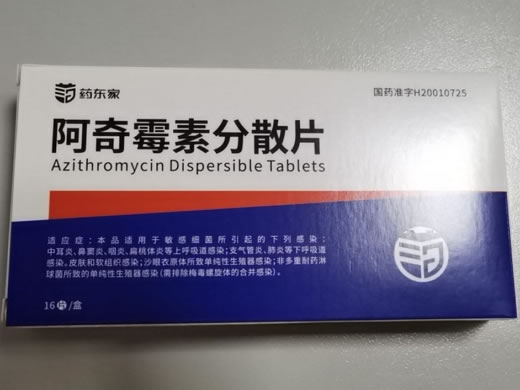 药东家
国药准字H20010725
阿奇霉素分散片
Azithromycin Dispersible Tablets
适应症：本品适用于敏感细菌所引起的下列感染：
中耳炎、鼻窦炎、咽炎、扁桃体炎等上呼吸道感染；支气管炎、肺炎等下呼吸道
感染。皮肤和软组织感染；沙眼衣原体所致单纯性生殖器感染；非多重耐药淋
球菌所致的单纯性生殖器感染（需排除梅毒螺旋体的合并感染）。
16片/盒